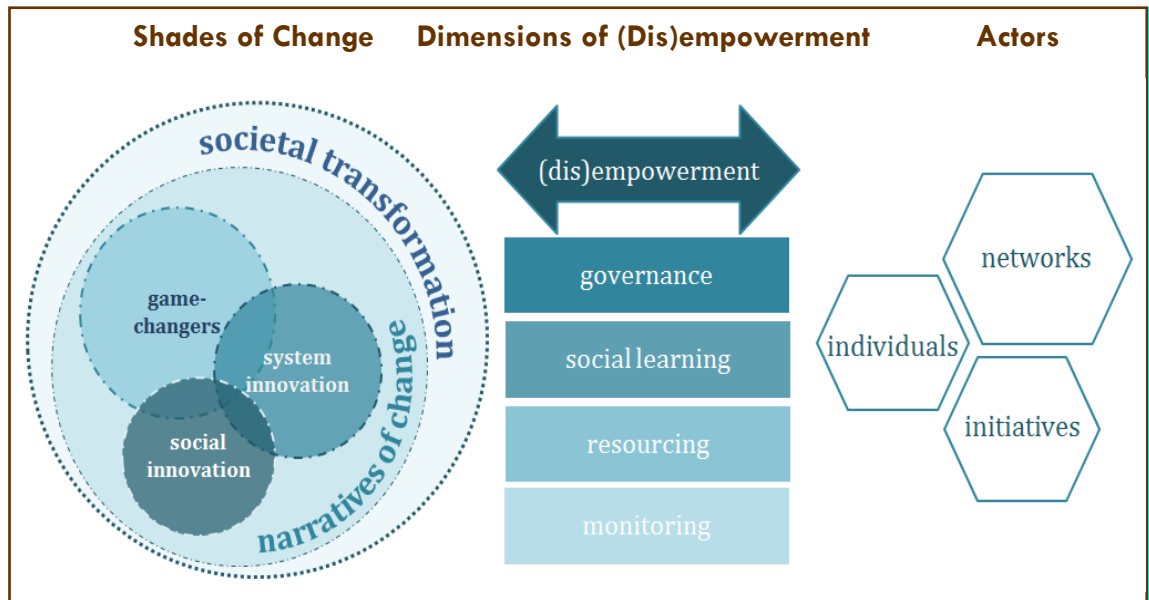 Shades of Change
Dimensions of (Dis)empowerment
Actors
societal transformation
narratives of change
game-
changers
system
innovation
social
innovation
(dis)empowerment
governance
social learning
resourcing
monitoring
networks
individuals
initiatives